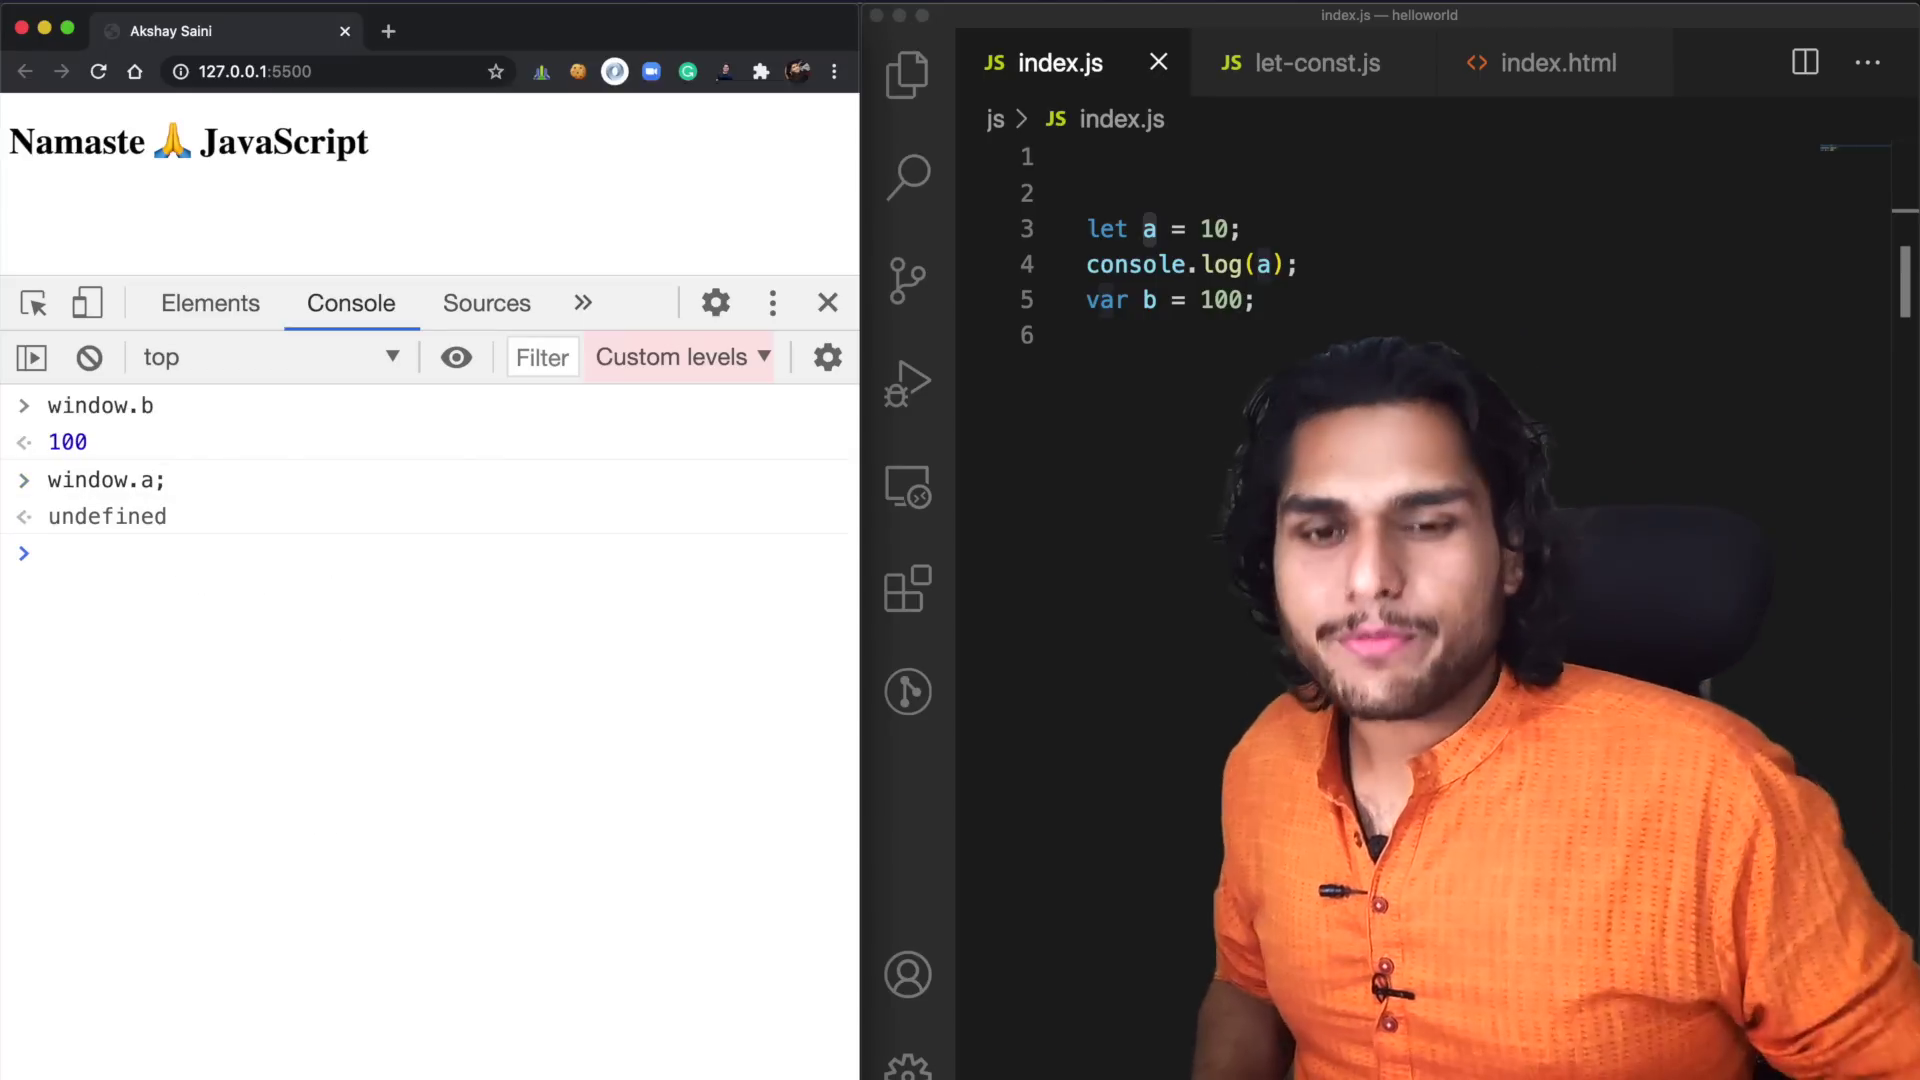 Akshay Saini
127.0.0.1:5500
Namaste 🙏 JavaScript
Elements Console Sources »
top Filter Custom levels
> window.b
100
> window.a;
undefined
>
index.js — helloworld
JS index.js JS let-const.js <> index.html
js > JS index.js
1
2
3 let a = 10;
4 console.log(a);
5 var b = 100;
6